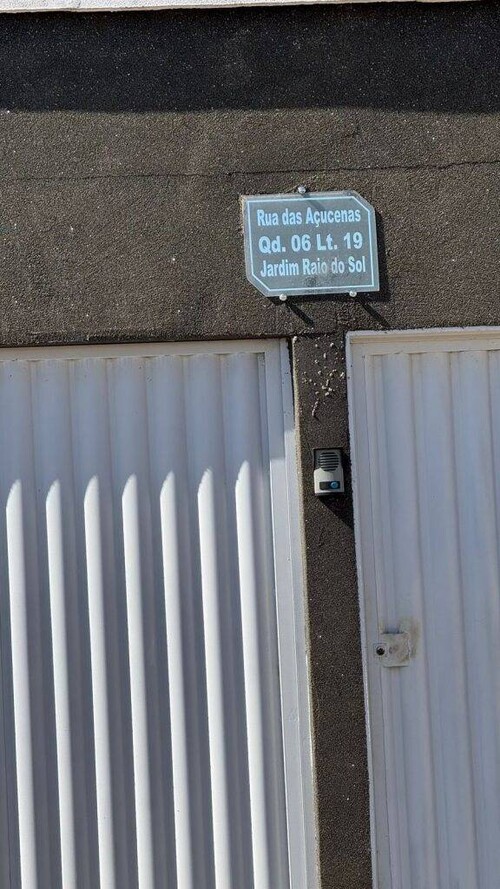 Rua das Açucenas
Qd. 06 Lt. 19
Jardim Raio do Sol